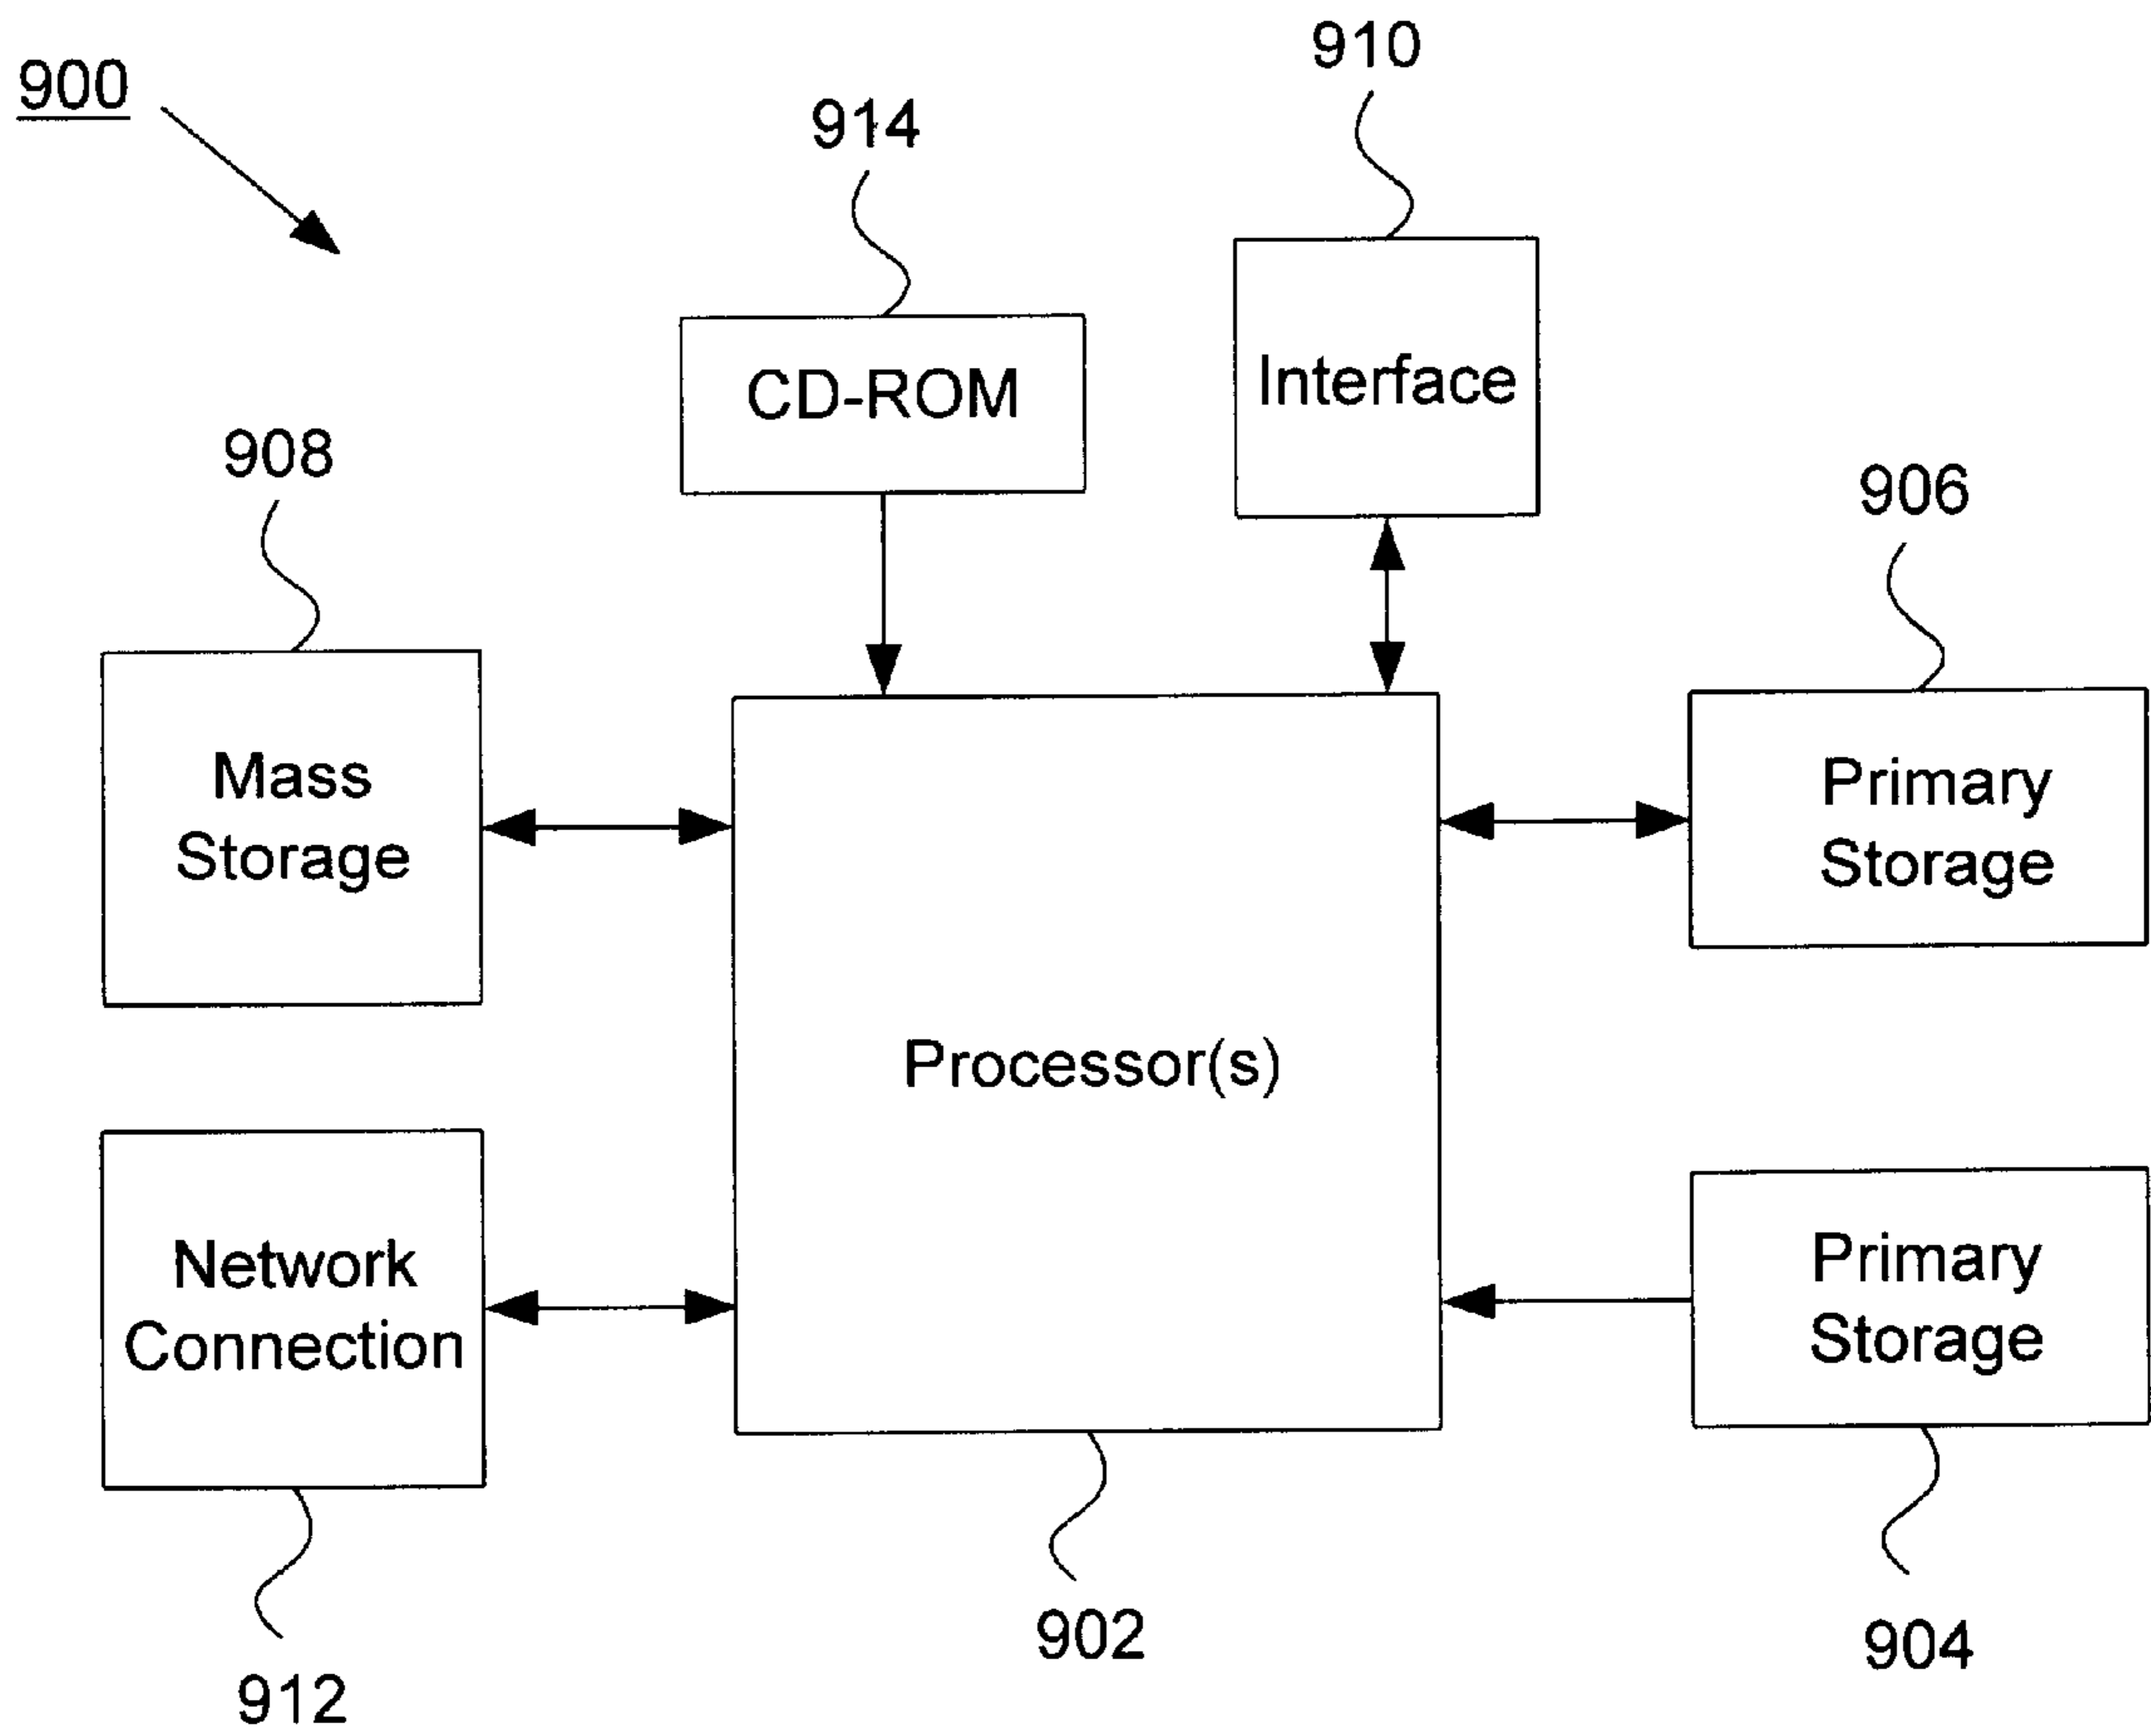 900
914
910
CD-ROM
Interface
908
906
Mass
Storage
Primary
Storage
Processor(s)
Network
Connection
Primary
Storage
912
902
904